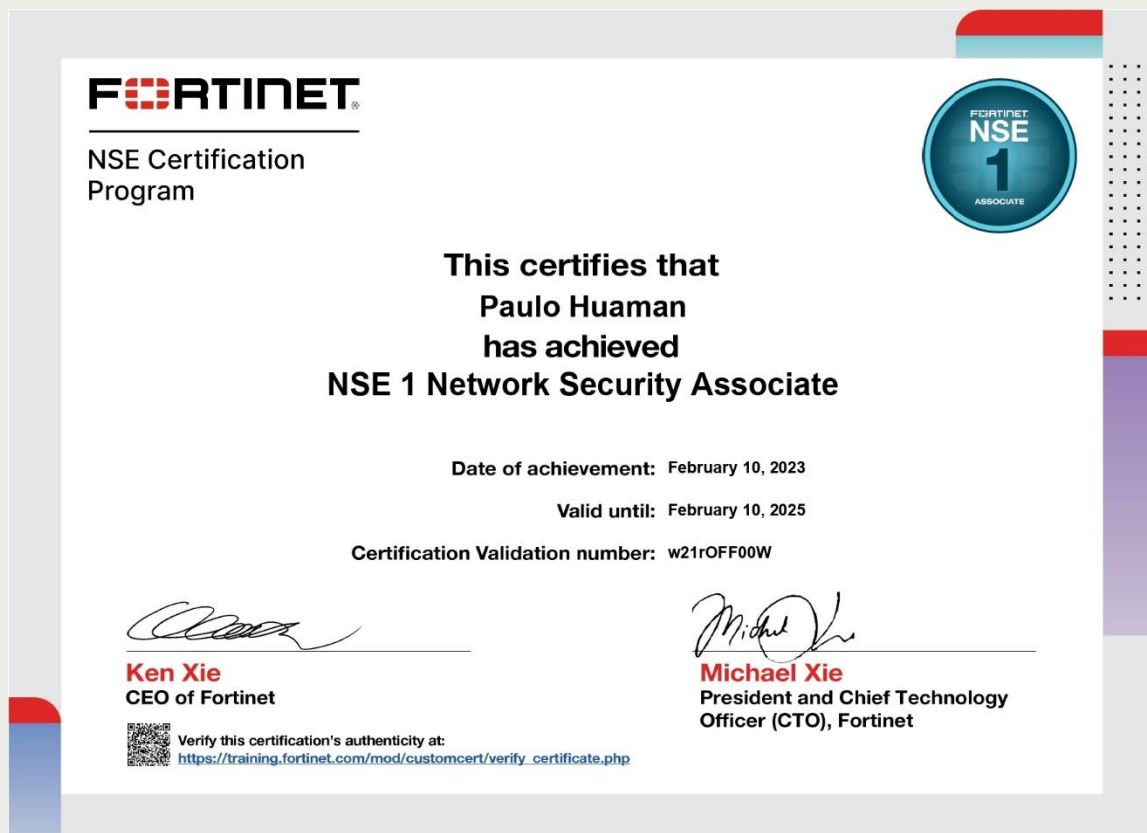 FORTINET®
NSE Certification
Program
FORTINET
NSE
1
ASSOCIATE
This certifies that
Paulo Huaman
has achieved
NSE 1 Network Security Associate
Date of achievement: February 10, 2023
Valid until: February 10, 2025
Certification Validation number: w21rOFF00W
Ken Xie
CEO of Fortinet
Michael Xie
President and Chief Technology
Officer (CTO), Fortinet
Verify this certification's authenticity at:
https://training.fortinet.com/mod/customcert/verify_certificate.php